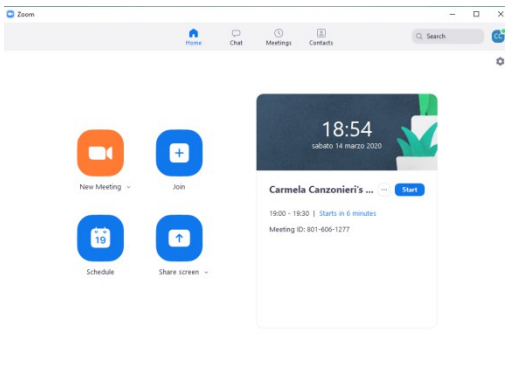 Zoom
Home Chat Meetings Contacts Search CC
18:54
sabato 14 marzo 2020
New Meeting Join
Carmela Canzonieri's ... Start
19:00 - 19:30 | Starts in 6 minutes
Meeting ID: 801-606-1277
19
Schedule Share screen